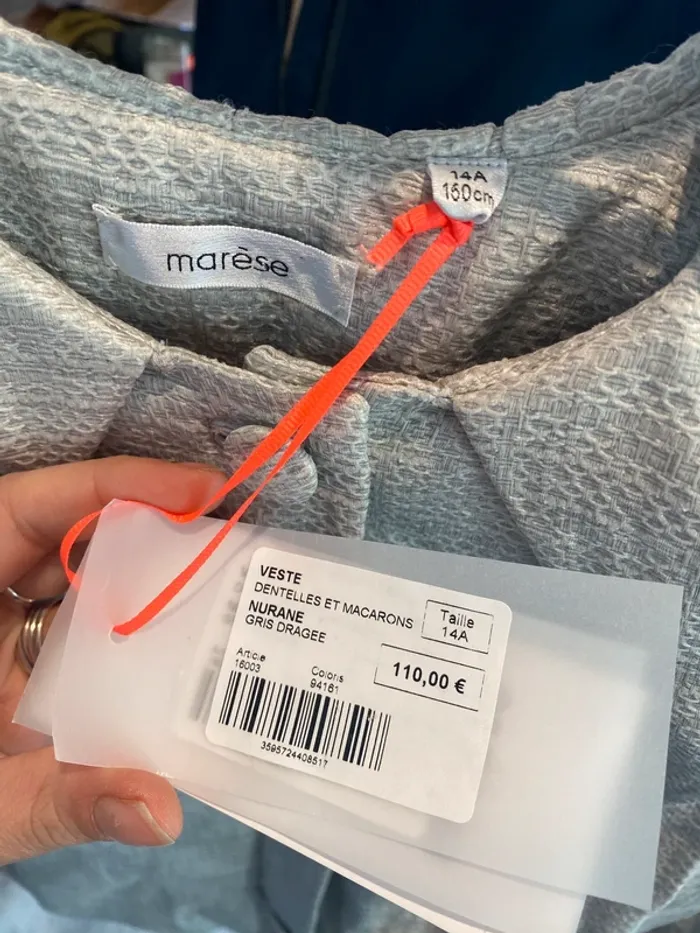 14A
160cm
marèse
VESTE
DENTELLES ET MACARONS
NURANE
GRIS DRAGEE
Taille
14A
Article
16003
Coloris
94161
110,00 €
3595724408517